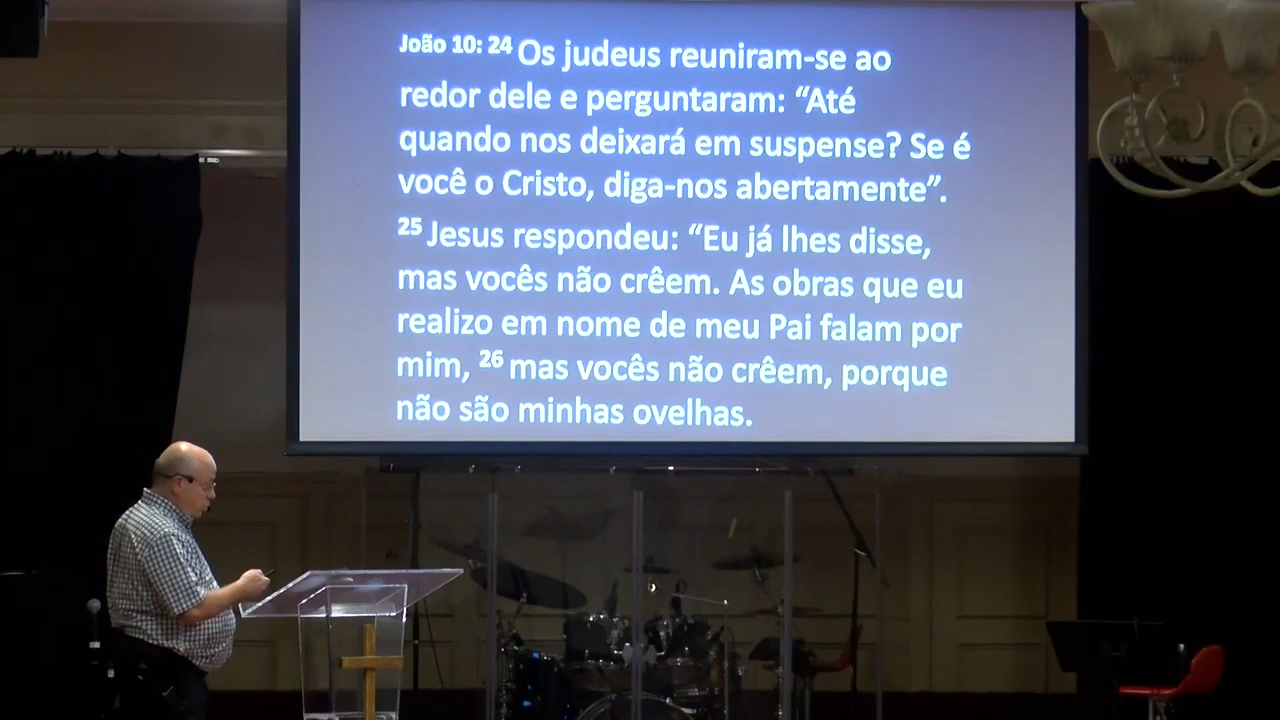 João 10: 24 Os judeus reuniram-se ao
redor dele e perguntaram: “Até
quando nos deixará em suspense? Se é
você o Cristo, diga-nos abertamente”.
25 Jesus respondeu: “Eu já lhes disse,
mas vocês não crêem. As obras que eu
realizo em nome de meu Pai falam por
mim, 26 mas vocês não crêem, porque
não são minhas ovelhas.